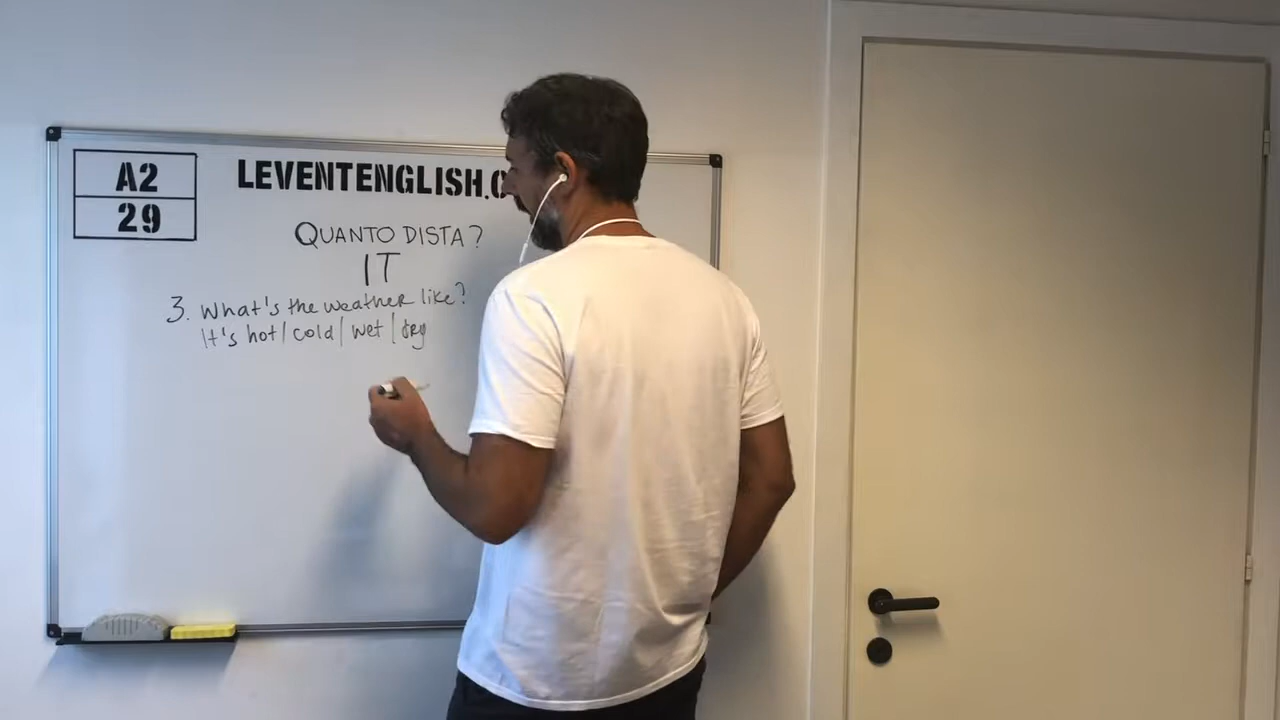 A2
29
LEVENTENGLISH.
QUANTO DISTA?
IT
3. What's the weather like?
It's hot/cold/wet/dry